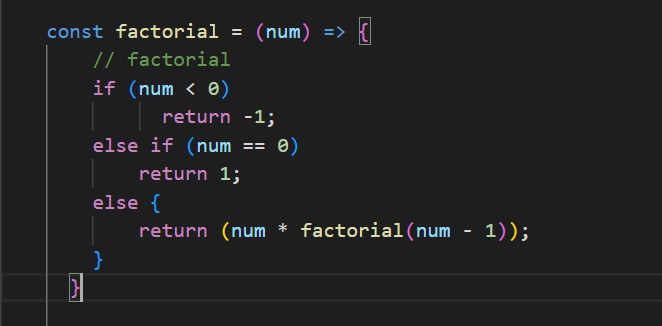 const factorial = (num) => {
// factorial
if (num < 0)
return -1;
else if (num == 0)
return 1;
else {
return (num * factorial(num - 1));
}
}